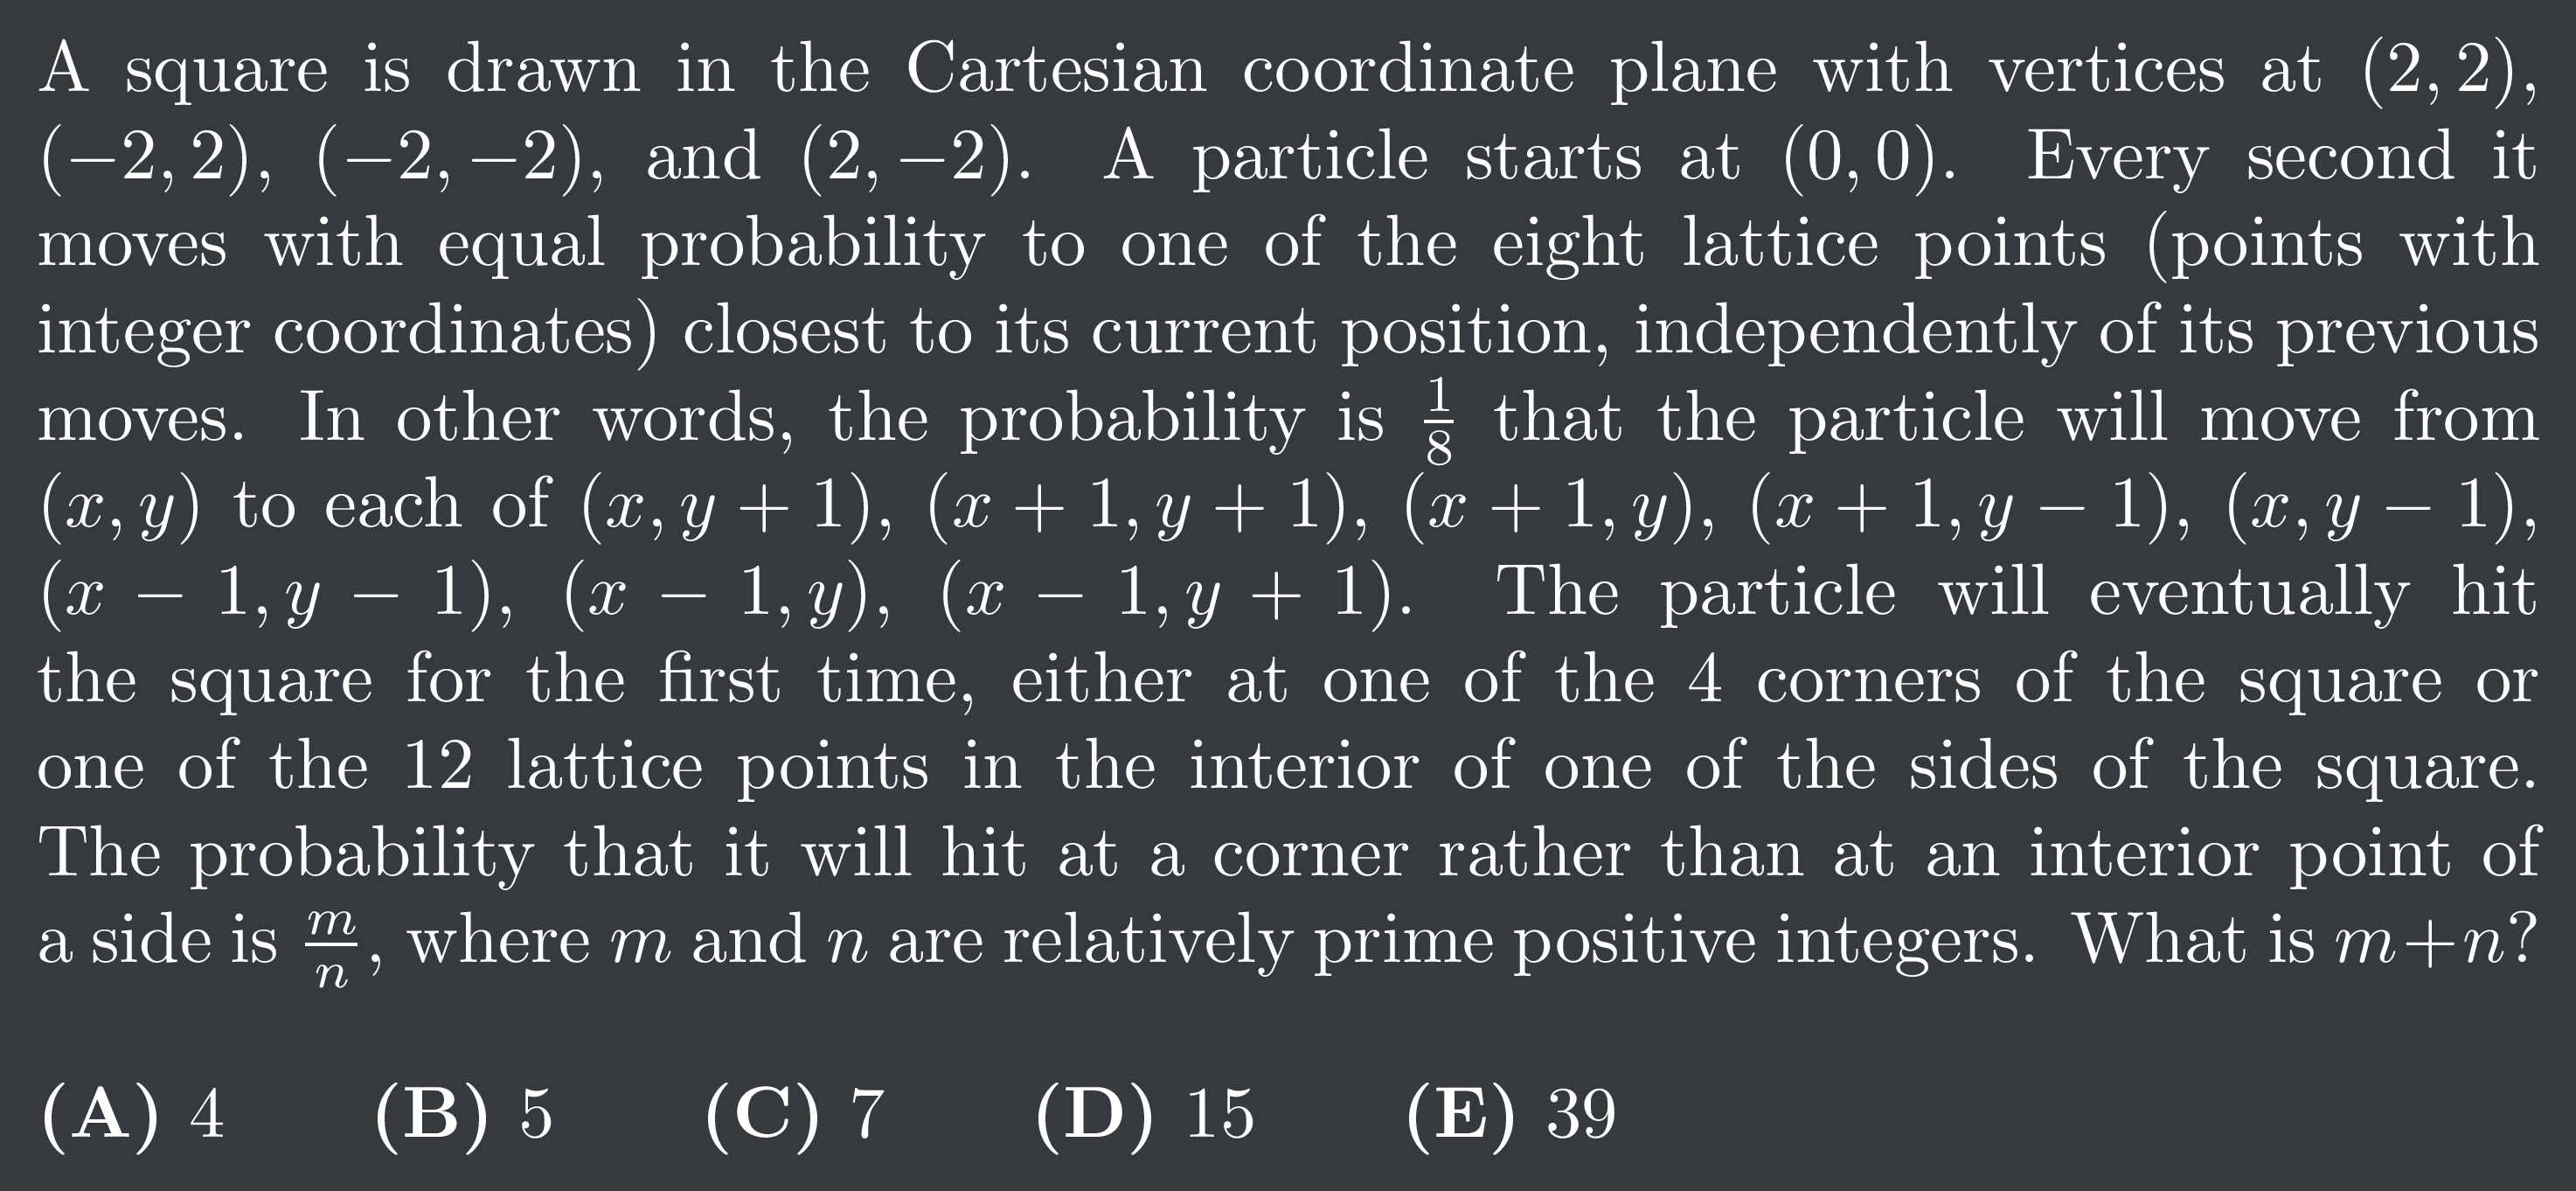 A square is drawn in the Cartesian coordinate plane with vertices at (2, 2),
(−2, 2), (−2, −2), and (2, −2). A particle starts at (0, 0). Every second it
moves with equal probability to one of the eight lattice points (points with
integer coordinates) closest to its current position, independently of its previous
moves. In other words, the probability is 1/8 that the particle will move from
(x, y) to each of (x, y + 1), (x + 1, y + 1), (x + 1, y), (x + 1, y − 1), (x, y − 1),
(x − 1, y − 1), (x − 1, y), (x − 1, y + 1). The particle will eventually hit
the square for the first time, either at one of the 4 corners of the square or
one of the 12 lattice points in the interior of one of the sides of the square.
The probability that it will hit at a corner rather than at an interior point of
a side is m/n, where m and n are relatively prime positive integers. What is m+n?
(A) 4 (B) 5 (C) 7 (D) 15 (E) 39